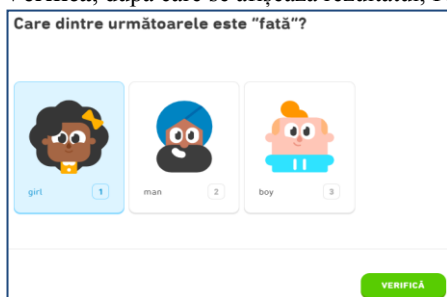 Care dintre următoarele este “fată”?
girl 1 man 2 boy 3
VERIFICĂ